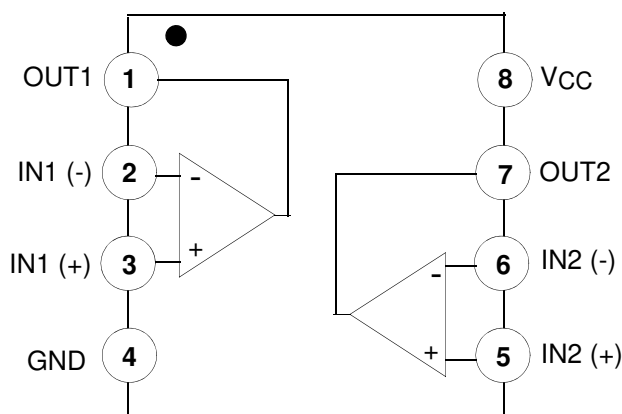 OUT1 1 8 VCC
IN1 (-) 2 - 7 OUT2
IN1 (+) 3 + - 6 IN2 (-)
GND 4 + 5 IN2 (+)